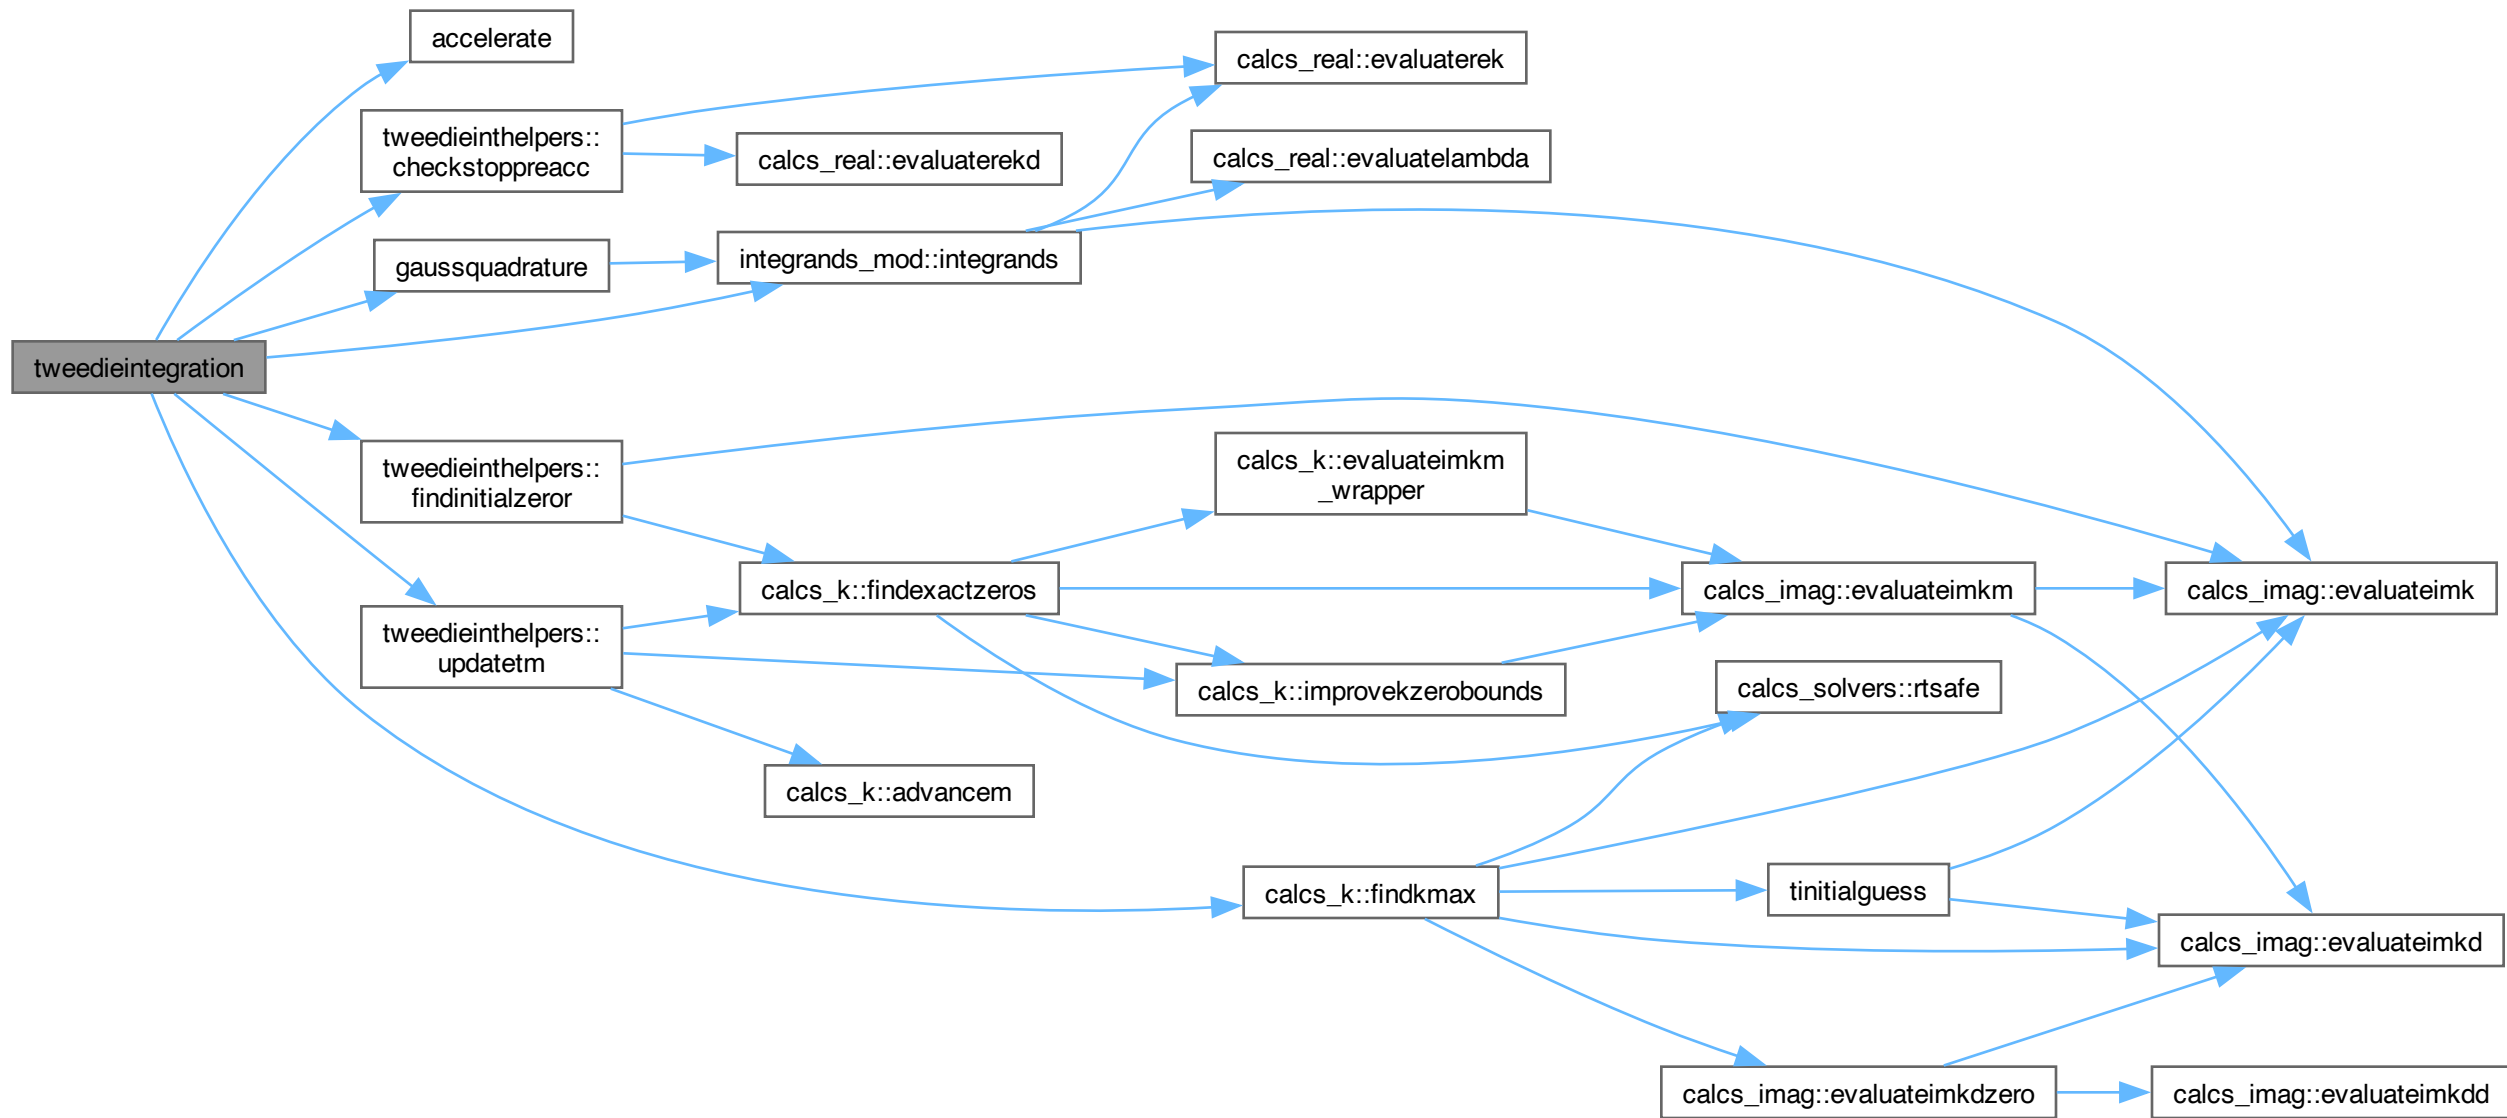 accelerate
calcs_real::evaluaterek
tweedieinthelpers::
checkstoppreacc
calcs_real::evaluaterekd
calcs_real::evaluatelambda
gaussquadrature
integrands_mod::integrands
tweedieintegration
tweedieinthelpers::
findinitialzeror
calcs_k::evaluateimkm
_wrapper
calcs_k::findexactzeros
calcs_imag::evaluateimkm
calcs_imag::evaluateimk
tweedieinthelpers::
updatetm
calcs_k::improvekzerobounds
calcs_solvers::rtsafe
calcs_k::advancem
calcs_k::findkmax
tinitialguess
calcs_imag::evaluateimkd
calcs_imag::evaluateimkdzero
calcs_imag::evaluateimkdd